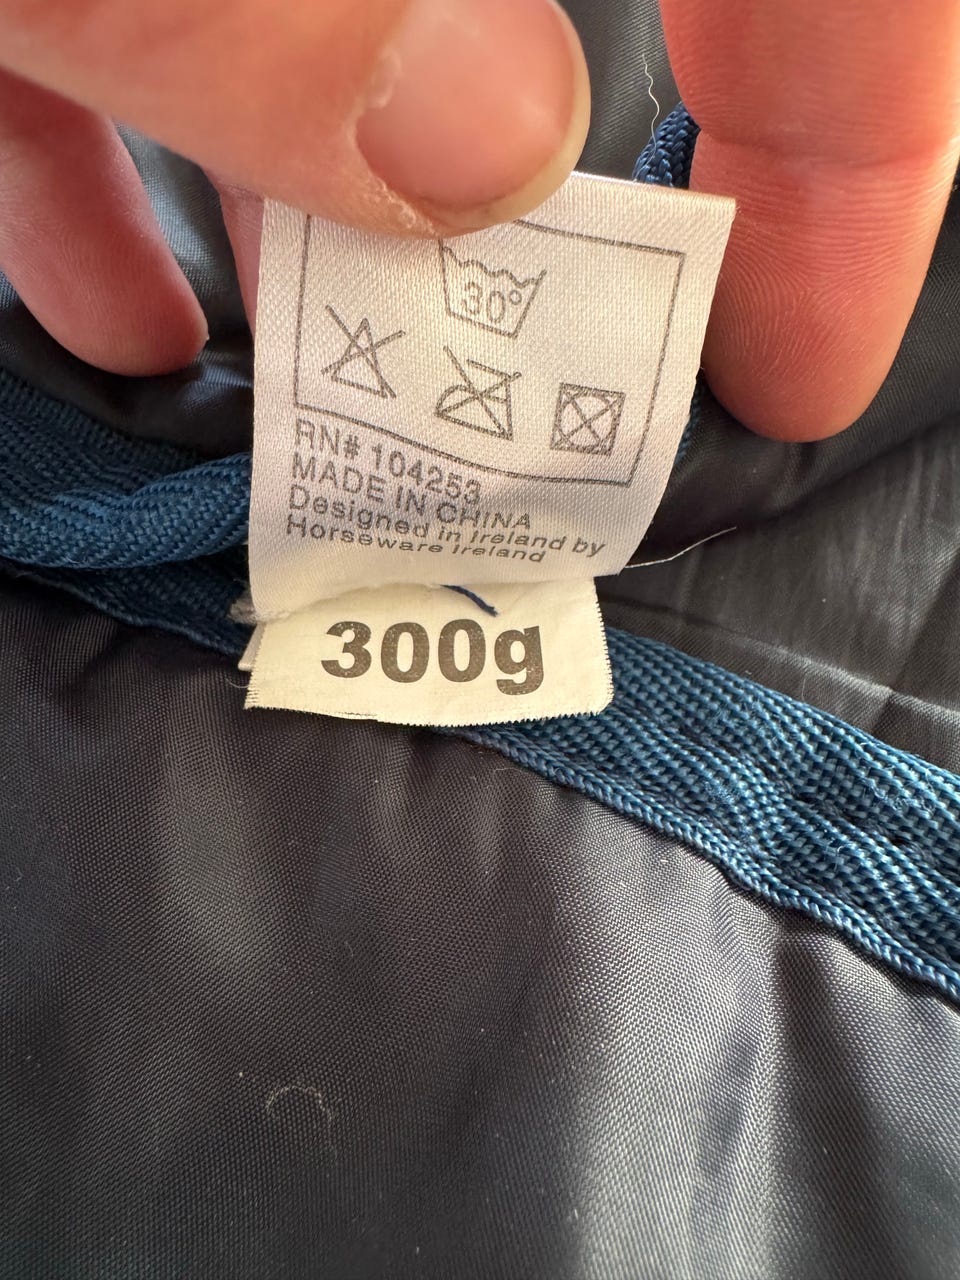 30°
RN# 104253
MADE IN CHINA
Designed in Ireland by
Horseware Ireland
300g